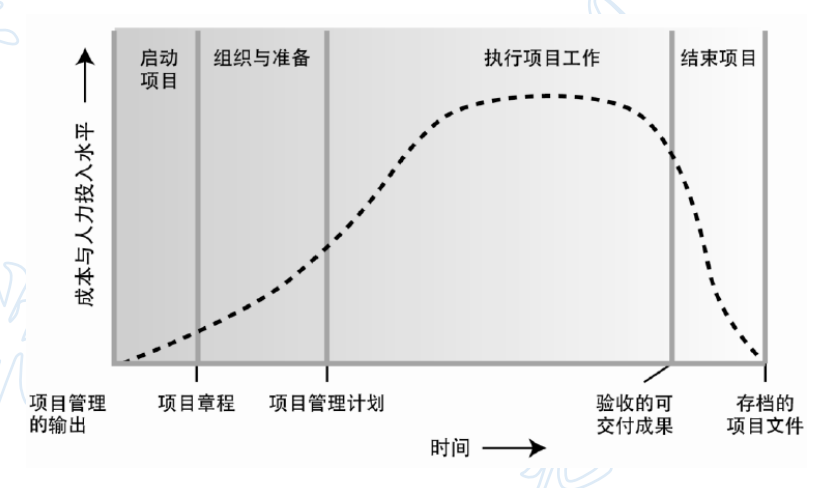 启动
项目
组织与准备
执行项目工作
结束项目
成本与人力投入水平
项目管理
的输出
项目章程
项目管理计划
验收的可
交付成果
存档的
项目文件
时间